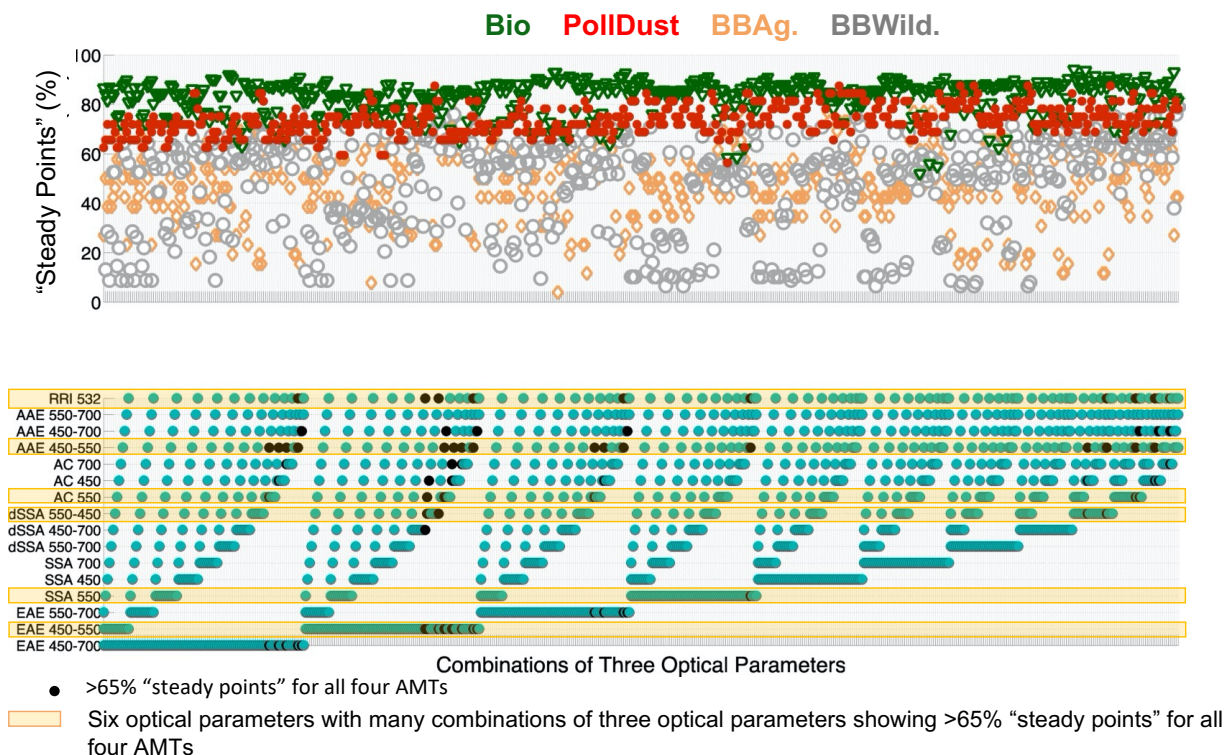 Bio PollDust BBAg. BBWild.
"Steady Points" (%)
100
80
60
40
20
0
RRI 532
AAE 550-700
AAE 450-700
AAE 450-550
AC 700
AC 450
AC 550
dSSA 550-450
dSSA 450-700
dSSA 550-700
SSA 700
SSA 450
SSA 550
EAE 550-700
EAE 450-550
EAE 450-700
Combinations of Three Optical Parameters
>65% "steady points" for all four AMTs
Six optical parameters with many combinations of three optical parameters showing >65% "steady points" for all
four AMTs